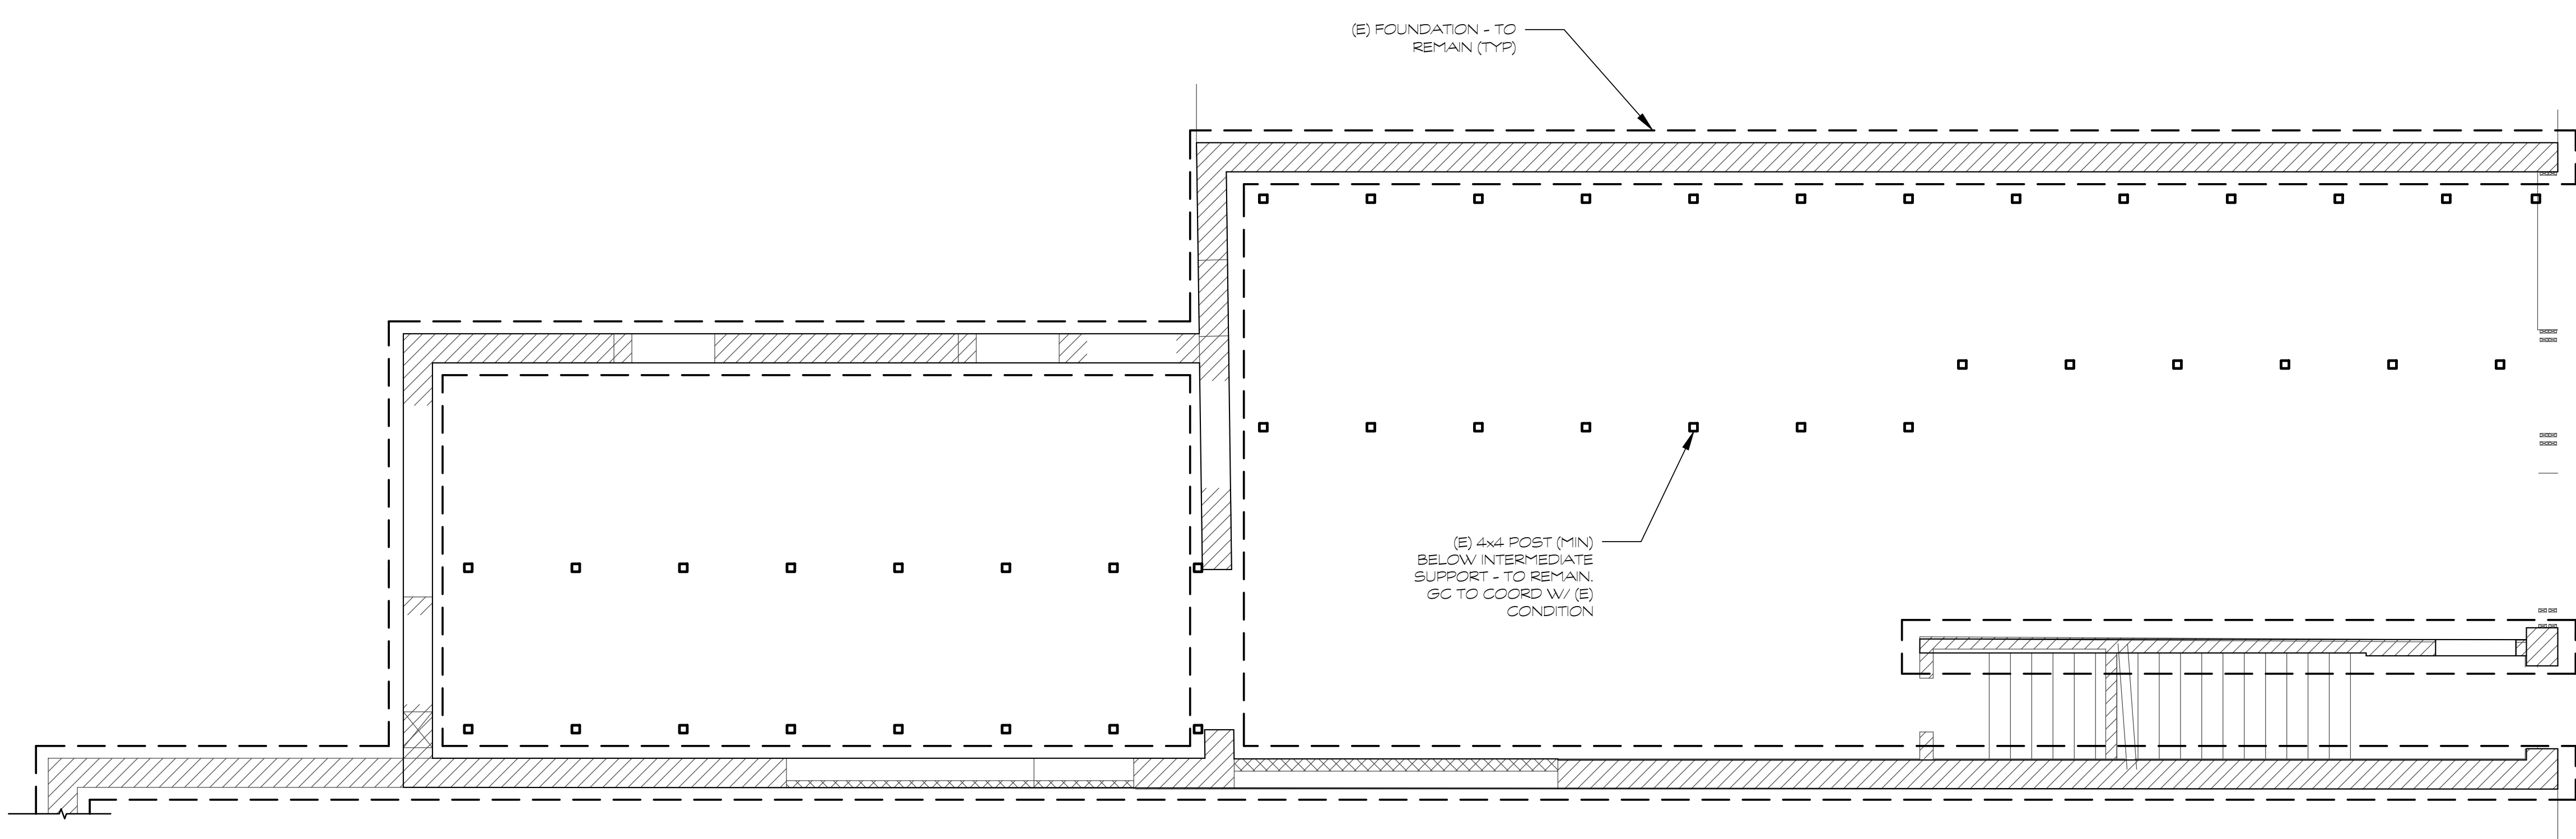 (E) FOUNDATION - TO
REMAIN (TYP)
(E) 4x4 POST (MIN)
BELOW INTERMEDIATE
SUPPORT - TO REMAIN.
GC TO COORD W/ (E)
CONDITION